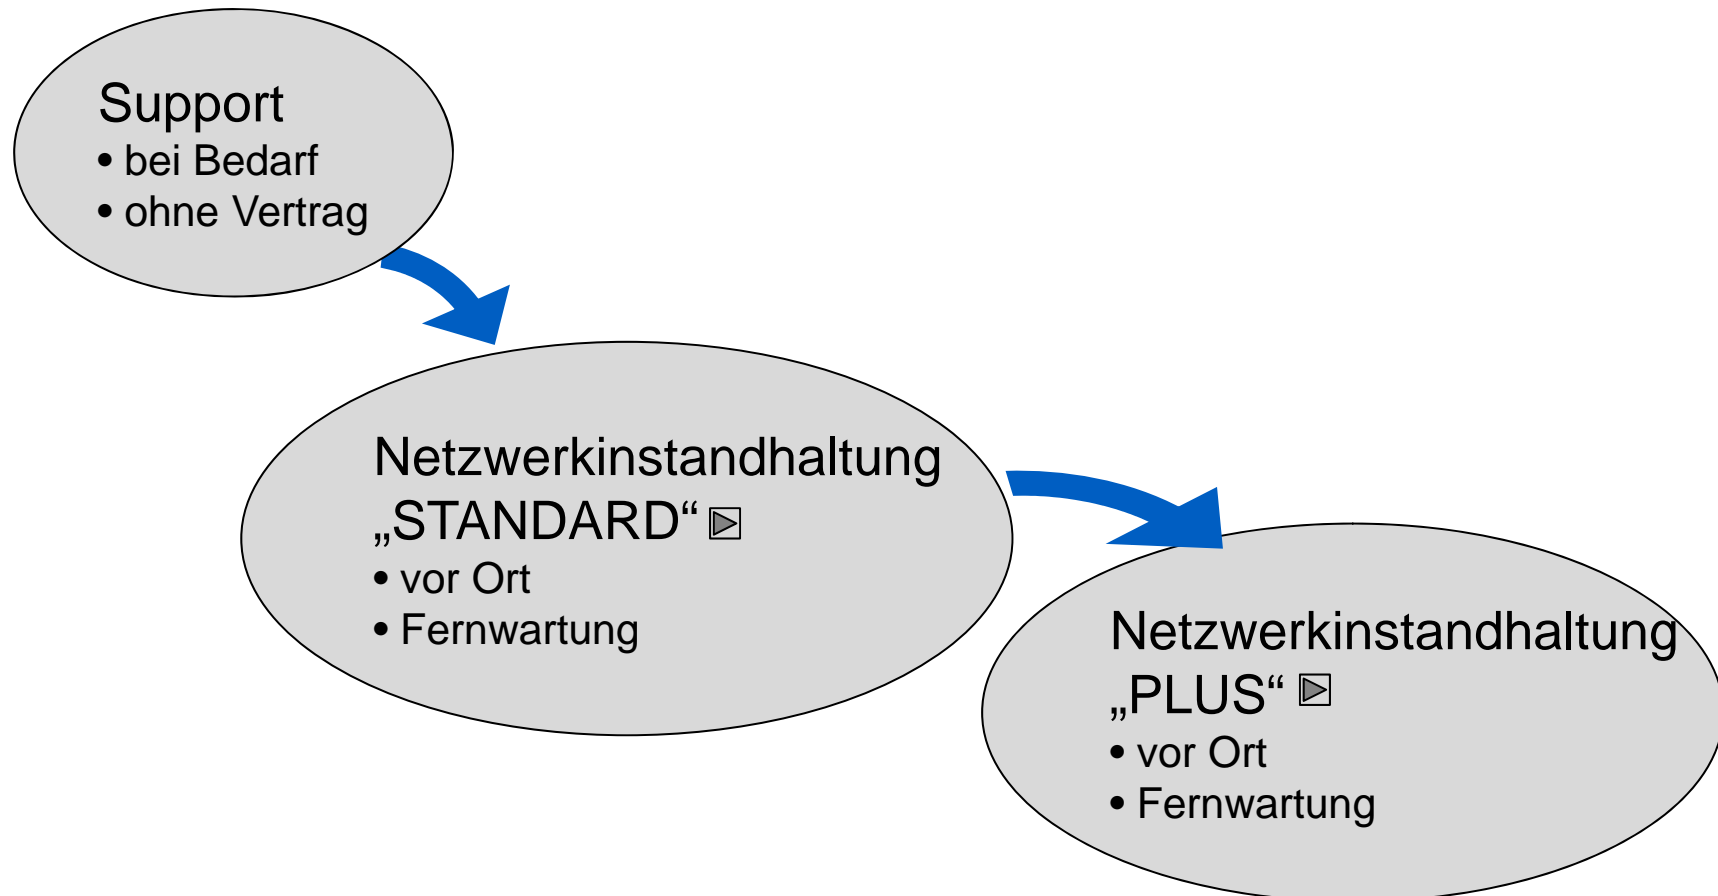 Support
• bei Bedarf
• ohne Vertrag
Netzwerkinstandhaltung
„STANDARD“
• vor Ort
• Fernwartung
Netzwerkinstandhaltung
„PLUS“
• vor Ort
• Fernwartung